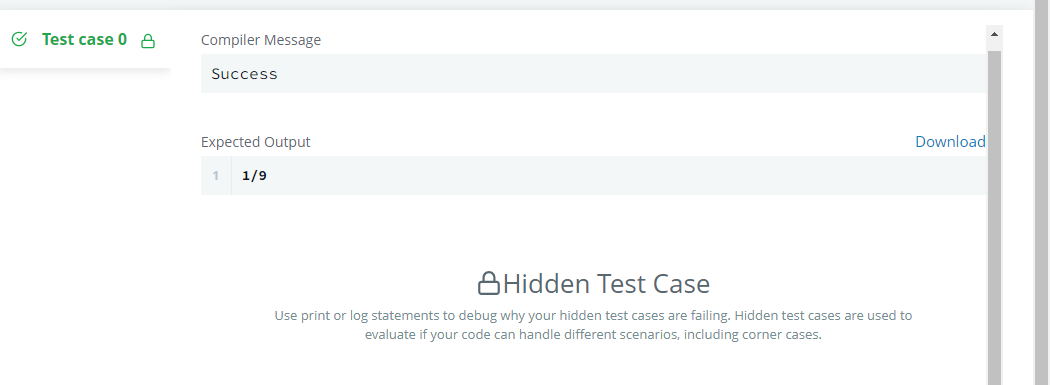 Test case 0
Compiler Message
Success
Expected Output
Download
1
1/9
Hidden Test Case
Use print or log statements to debug why your hidden test cases are failing. Hidden test cases are used to
evaluate if your code can handle different scenarios, including corner cases.